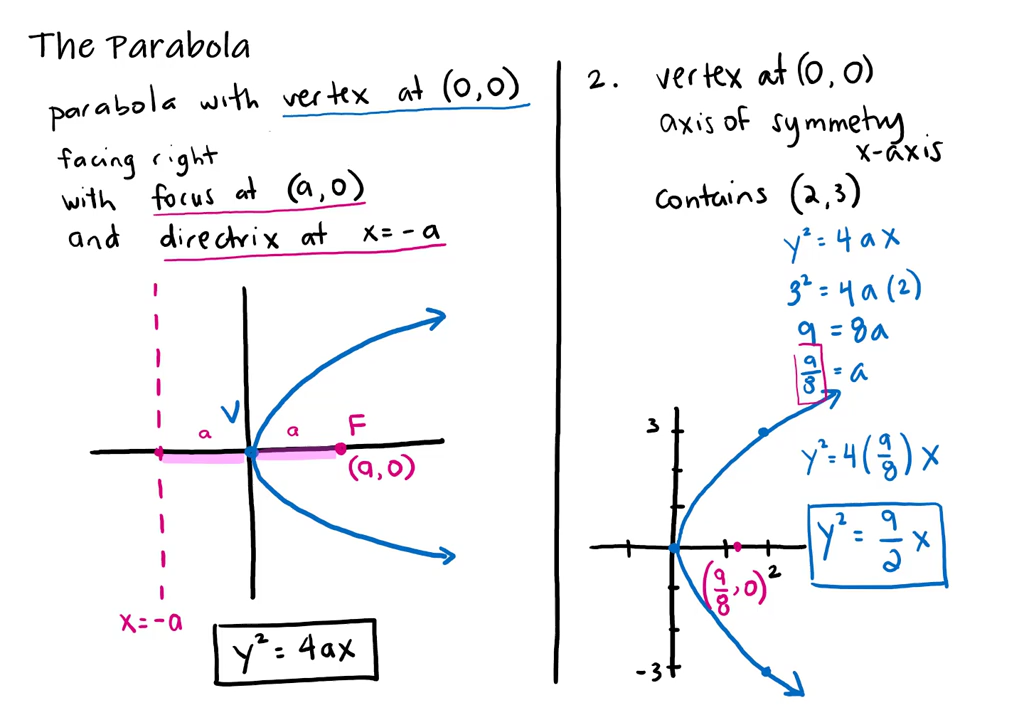 The Parabola
parabola with vertex at (0,0)
facing right
with focus at (a,0)
and directrix at x=-a
V
a
a
F
(a,0)
x=-a
y²=4ax
2. vertex at (0,0)
axis of symmetry
x-axis
contains (2,3)
y²=4ax
3²=4a(2)
9=8a
9/8=a
3
y²=4(9/8)x
y²=9/2x
(9/8,0)
2
-3